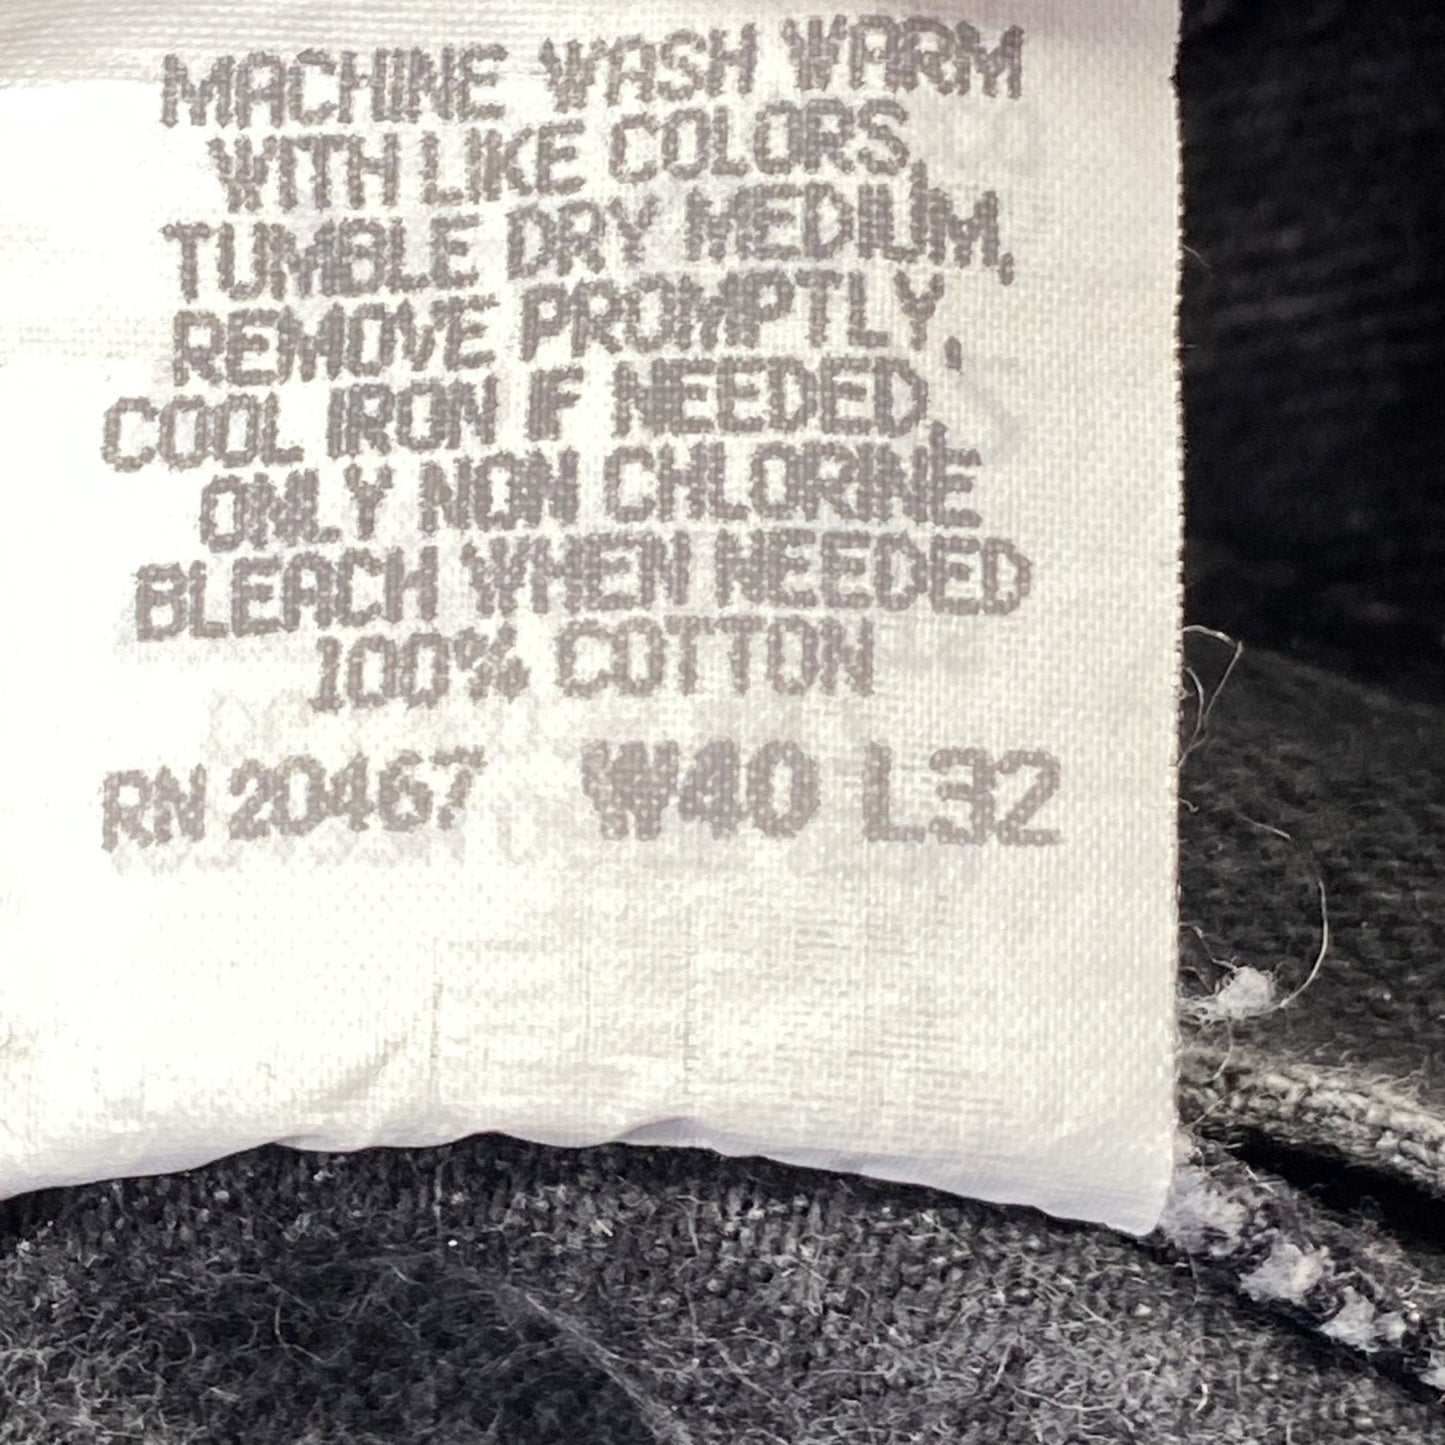 MACHINE WASH WARM
WITH LIKE COLORS,
TUMBLE DRY MEDIUM,
REMOVE PROMPTLY,
COOL IRON IF NEEDED,
ONLY NON CHLORINE
BLEACH WHEN NEEDED
100% COTTON
RN 20467 W40 L32